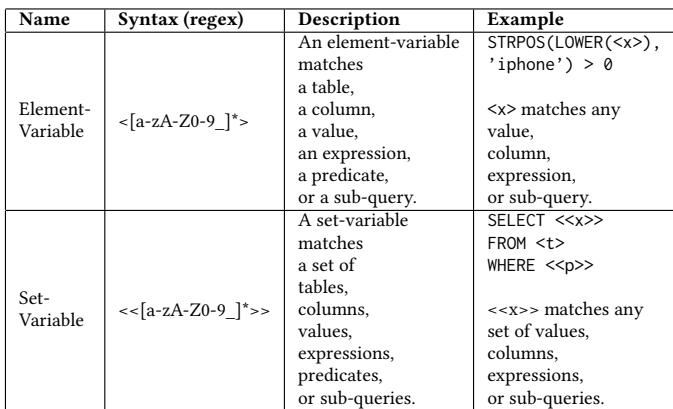 Name Syntax (regex) Description Example
Element-
Variable
<[a-zA-Z0-9_]*>
An element-variable
matches
a table,
a column,
a value,
an expression,
a predicate,
or a sub-query.
STRPOS(LOWER(<x>),
'iphone') > 0
<x> matches any
value,
column,
expression,
or sub-query.
Set-
Variable
<<[a-zA-Z0-9_]*>>
A set-variable
matches
a set of
tables,
columns,
values,
expressions,
predicates,
or sub-queries.
SELECT <<x>>
FROM <t>
WHERE <<p>>
<<x>> matches any
set of values,
columns,
expressions,
or sub-queries.